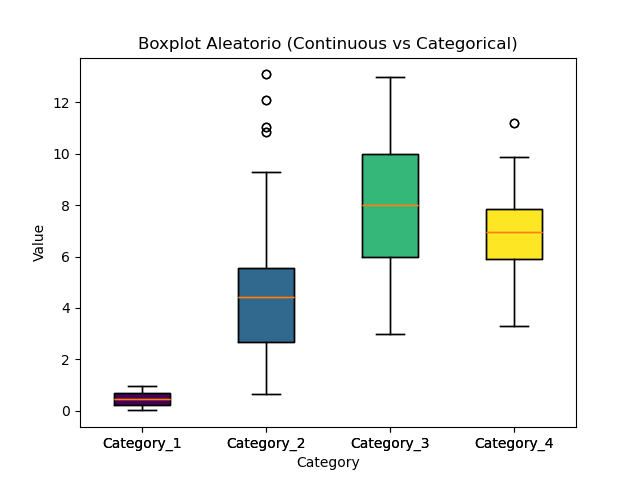 Boxplot Aleatorio (Continuous vs Categorical)
Value
12
10
8
6
4
2
0
Category_1 Category_2 Category_3 Category_4
Category